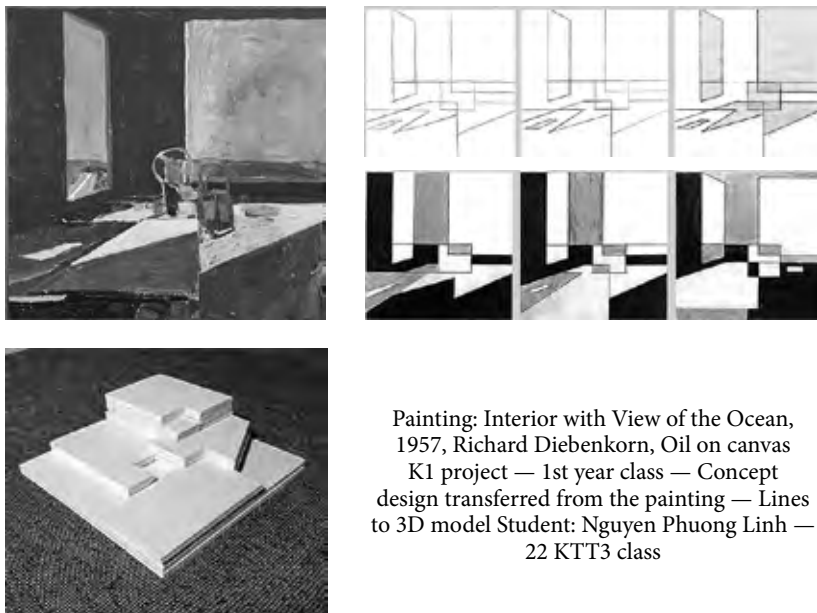 Painting: Interior with View of the Ocean,
1957, Richard Diebenkorn, Oil on canvas
K1 project — 1st year class — Concept
design transferred from the painting — Lines
to 3D model Student: Nguyen Phuong Linh —
22 KTT3 class